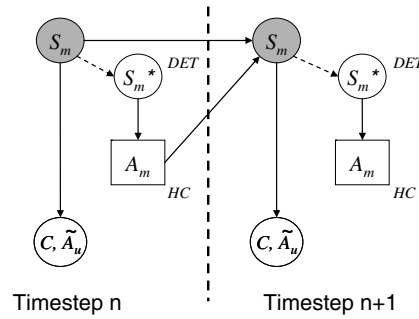 S_m S_m
S_m* DET S_m* DET
A_m A_m
HC HC
C, Ã_u C, Ã_u
Timestep n Timestep n+1